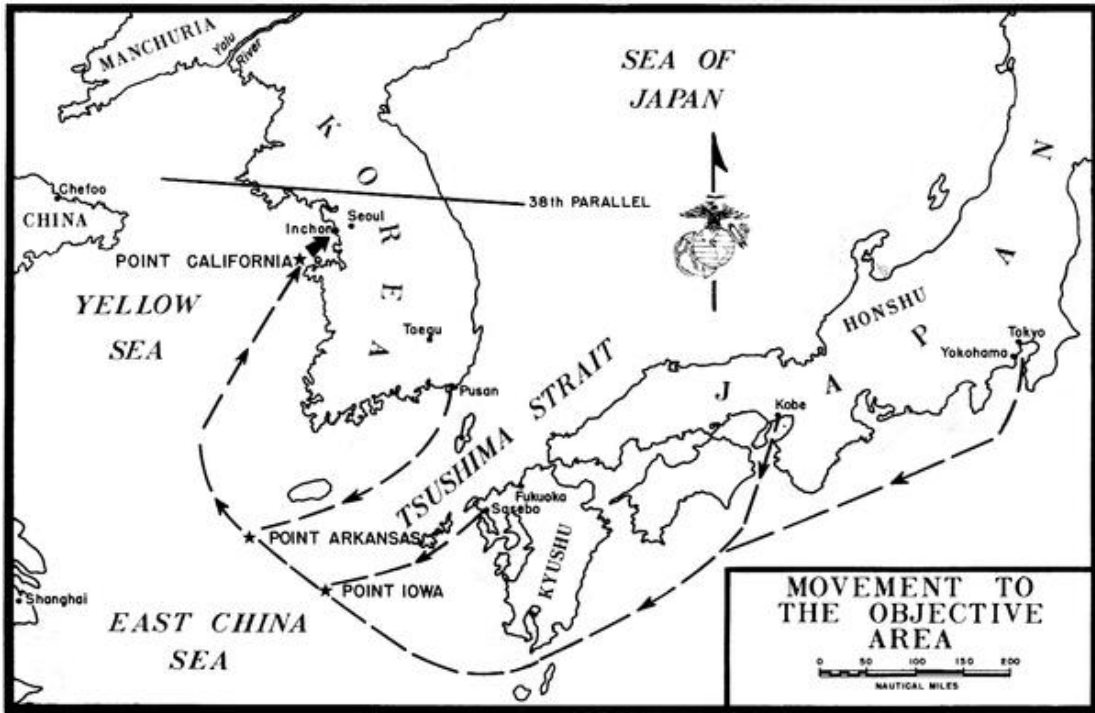 MANCHURIA
Yalu
River
SEA OF
JAPAN
KOREA
Chefoo
CHINA
38th PARALLEL
Seoul
Inchon
POINT CALIFORNIA
YELLOW
SEA
HONSHU
JAPAN
Taegu
Tokyo
Yokohama
Pusan
TSUSHIMA STRAIT
Kobe
Fukuoka
Sasebo
POINT ARKANSAS
KYUSHU
POINT IOWA
Shanghai
EAST CHINA
SEA
MOVEMENT TO
THE OBJECTIVE
AREA
0 50 100 150 200
NAUTICAL MILES